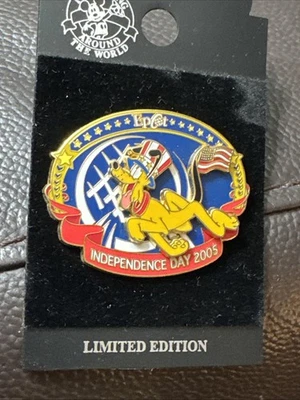 AROUND
THE WORLD
Epcot
INDEPENDENCE DAY 2005
LIMITED EDITION